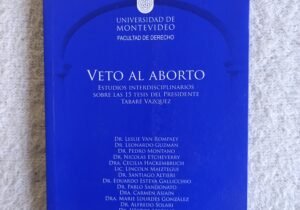 UNIVERSIDAD DE
MONTEVIDEO
FACULTAD DE DERECHO
VETO AL ABORTO
ESTUDIOS INTERDISCIPLINARIOS
SOBRE LAS 15 TESIS DEL PRESIDENTE
TABARÉ VÁZQUEZ
DR. LESLIE VAN ROMPAEY
DR. LEONARDO GUZMÁN
DR. PEDRO MONTANO
DR. NICOLÁS ETCHEVERRY
DRA. CECILIA HACKEMBRUCH
LIC. LINCOLN MAIZTEGUI
DR. SANTIAGO ALTIERI
DR. EDUARDO ESTEVA GALLICCHIO
DR. PABLO SANDONATO
DRA. CARMEN ASIAÍN
DRA. MARIE LOURDES GONZÁLEZ
DR. ALFREDO SOLARI